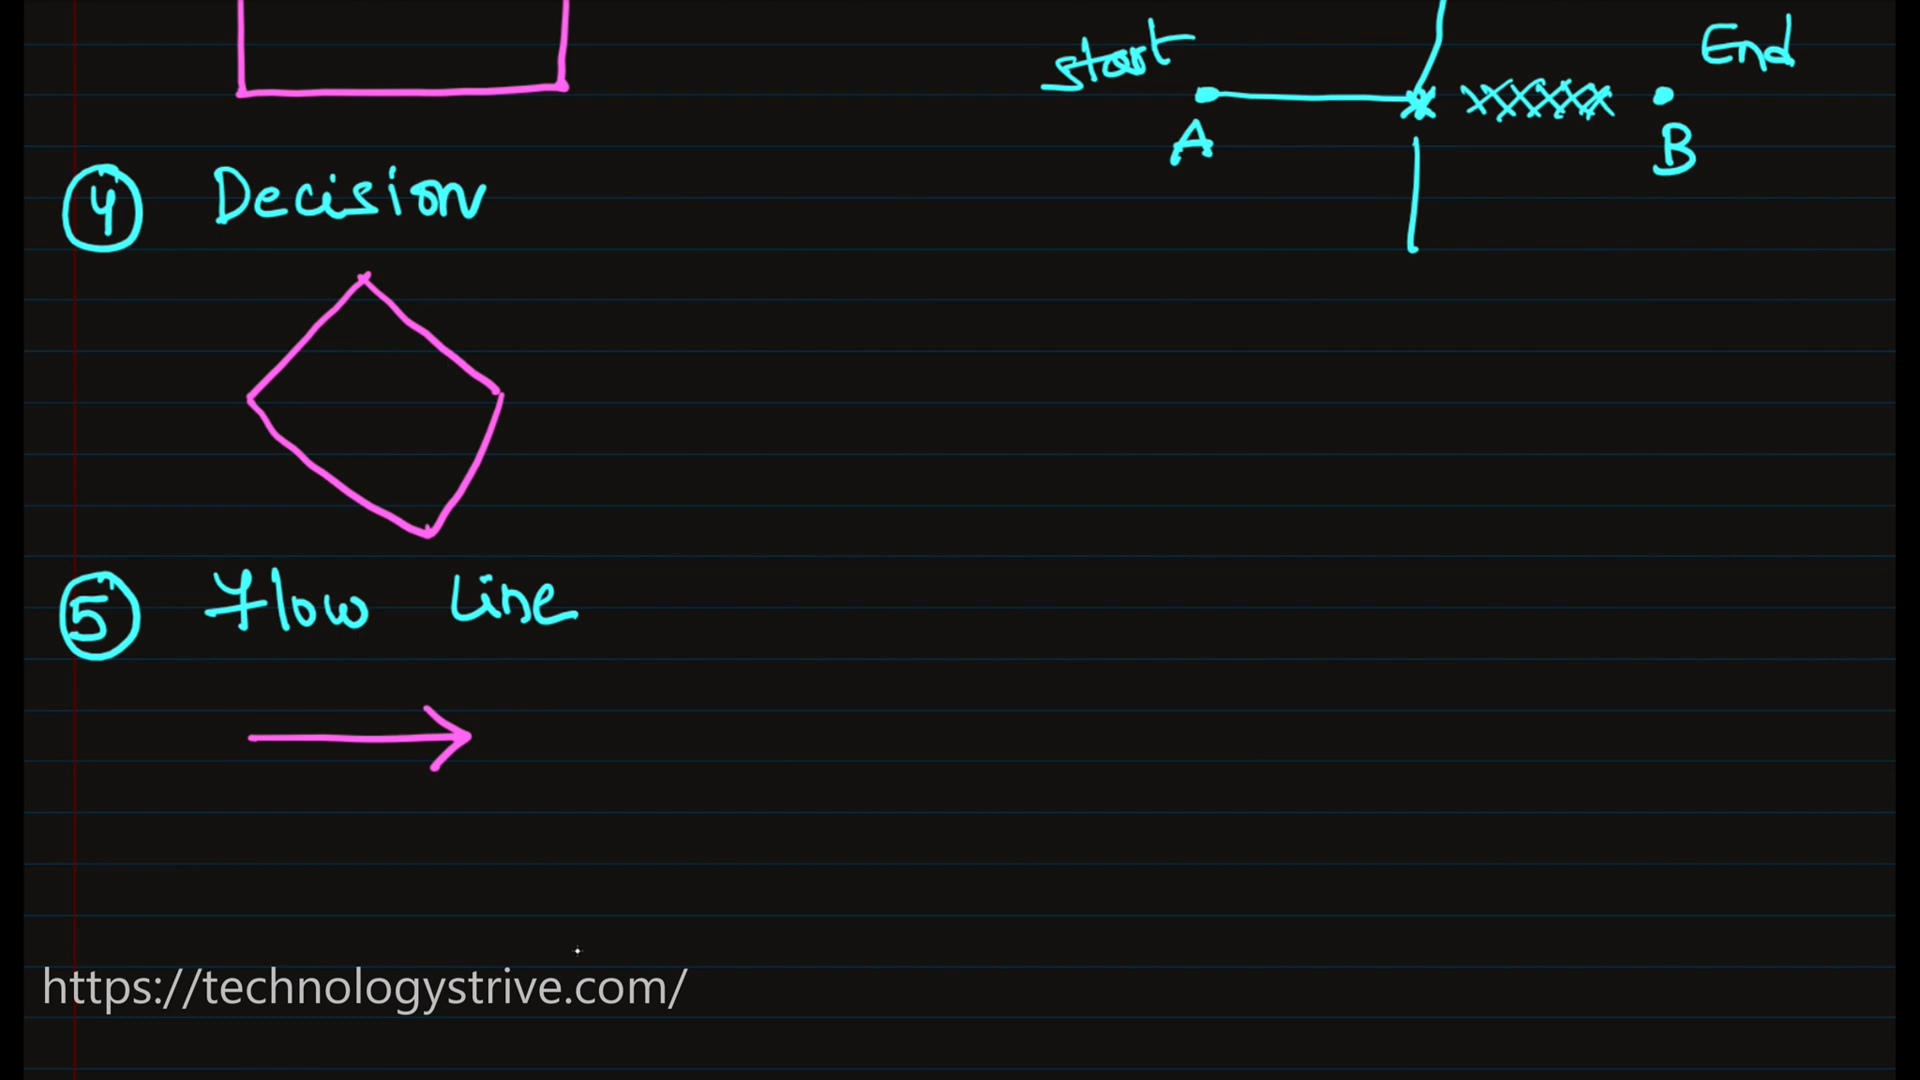 start
End
A
B
4 Decision
5 Flow Line
https://technologystrive.com/